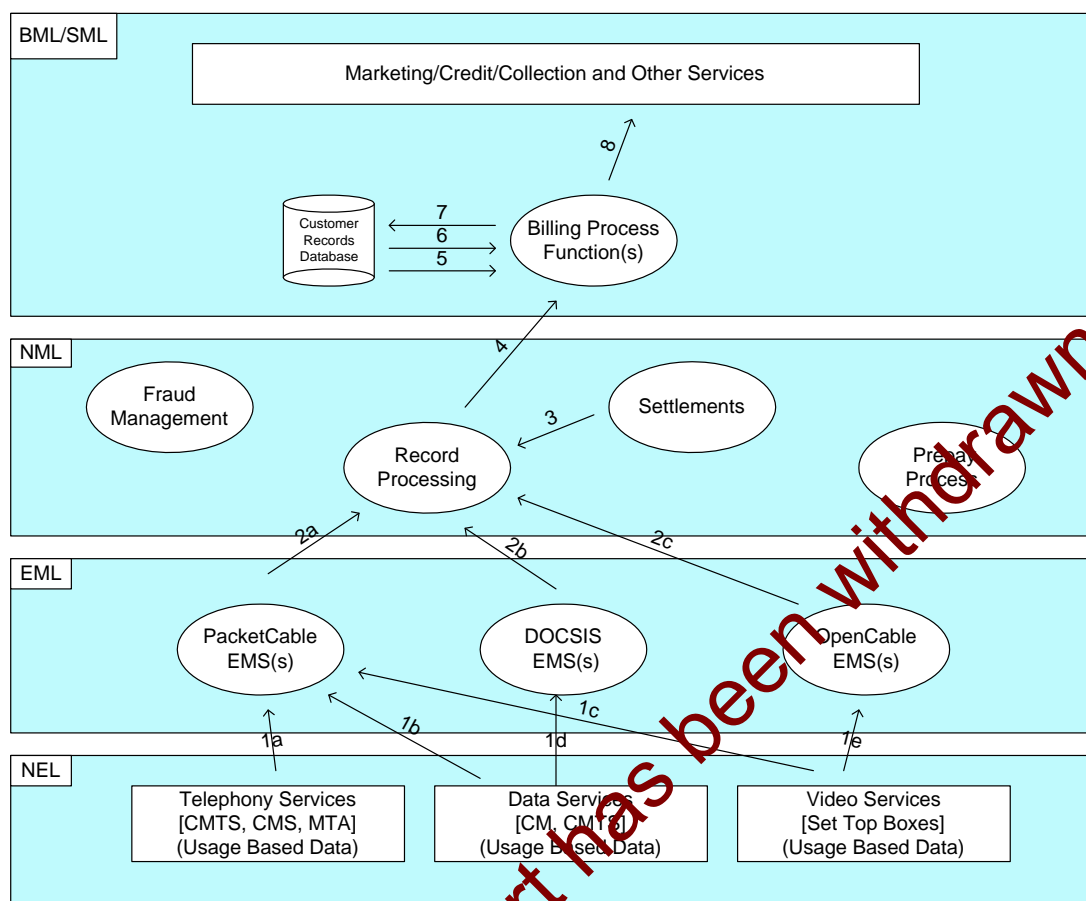 BML/SML
Marketing/Credit/Collection and Other Services
8
Customer
Records
Database
7
6
5
Billing Process
Function(s)
NML
4
Fraud
Management
3
Settlements
Record
Processing
Prepay
Process
2a
2b
2c
EML
PacketCable
EMS(s)
DOCSIS
EMS(s)
OpenCable
EMS(s)
1a
1b
1d
1c
1e
NEL
Telephony Services
[CMTS, CMS, MTA]
(Usage Based Data)
Data Services
[CM, CMTS]
(Usage Based Data)
Video Services
[Set Top Boxes]
(Usage Based Data)
rt has been withdrawn